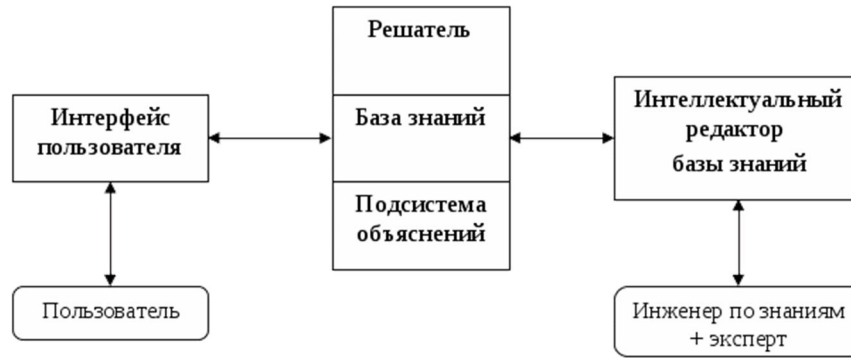 Решатель
Интерфейс
пользователя
База знаний
Интеллектуальный
редактор
базы знаний
Подсистема
объяснений
Пользователь
Инженер по знаниям
+ эксперт